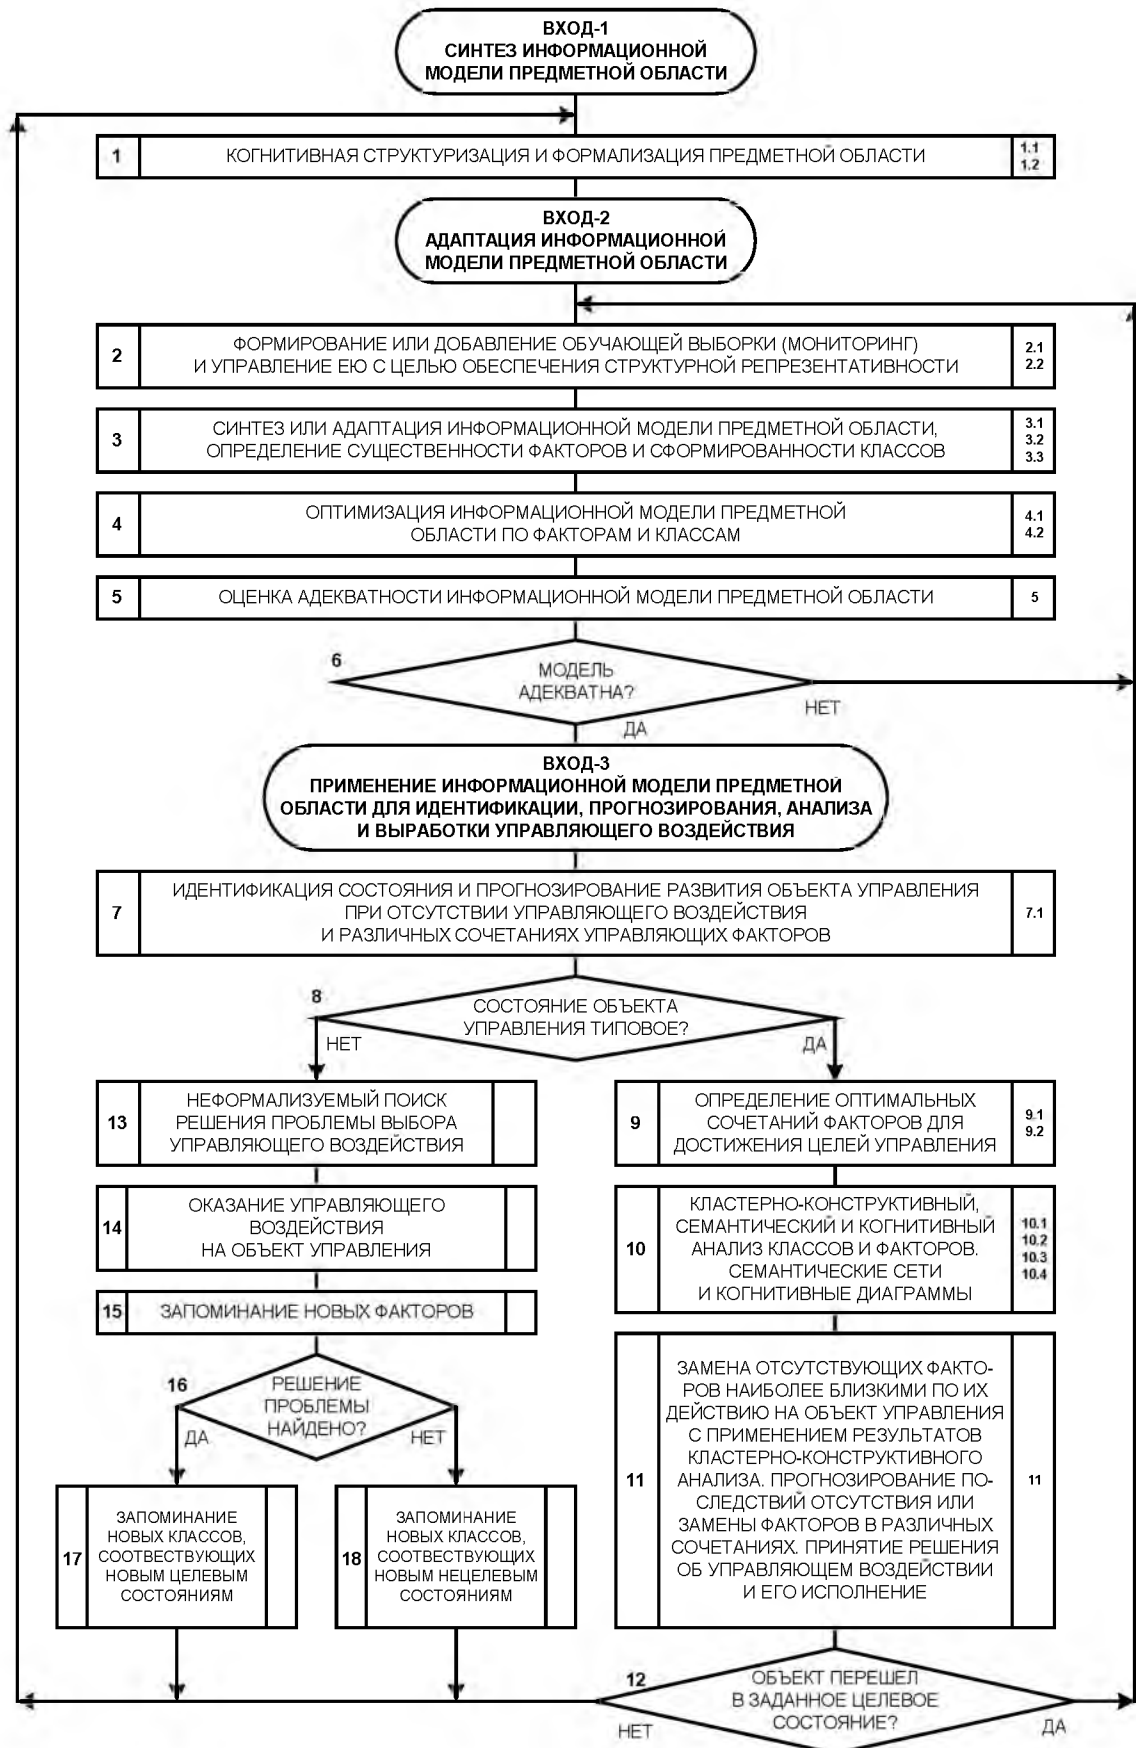 ВХОД-1
СИНТЕЗ ИНФОРМАЦИОННОЙ
МОДЕЛИ ПРЕДМЕТНОЙ ОБЛАСТИ
1
КОГНИТИВНАЯ СТРУКТУРИЗАЦИЯ И ФОРМАЛИЗАЦИЯ ПРЕДМЕТНОЙ ОБЛАСТИ
1.1
1.2
ВХОД-2
АДАПТАЦИЯ ИНФОРМАЦИОННОЙ
МОДЕЛИ ПРЕДМЕТНОЙ ОБЛАСТИ
2
ФОРМИРОВАНИЕ ИЛИ ДОБАВЛЕНИЕ ОБУЧАЮЩЕЙ ВЫБОРКИ (МОНИТОРИНГ)
И УПРАВЛЕНИЕ ЕЮ С ЦЕЛЬЮ ОБЕСПЕЧЕНИЯ СТРУКТУРНОЙ РЕПРЕЗЕНТАТИВНОСТИ
2.1
2.2
3
СИНТЕЗ ИЛИ АДАПТАЦИЯ ИНФОРМАЦИОННОЙ МОДЕЛИ ПРЕДМЕТНОЙ ОБЛАСТИ,
ОПРЕДЕЛЕНИЕ СУЩЕСТВЕННОСТИ ФАКТОРОВ И СФОРМИРОВАННОСТИ КЛАССОВ
3.1
3.2
3.3
4
ОПТИМИЗАЦИЯ ИНФОРМАЦИОННОЙ МОДЕЛИ ПРЕДМЕТНОЙ
ОБЛАСТИ ПО ФАКТОРАМ И КЛАССАМ
4.1
4.2
5
ОЦЕНКА АДЕКВАТНОСТИ ИНФОРМАЦИОННОЙ МОДЕЛИ ПРЕДМЕТНОЙ ОБЛАСТИ
5
6
МОДЕЛЬ
АДЕКВАТНА?
НЕТ
ДА
ВХОД-3
ПРИМЕНЕНИЕ ИНФОРМАЦИОННОЙ МОДЕЛИ ПРЕДМЕТНОЙ
ОБЛАСТИ ДЛЯ ИДЕНТИФИКАЦИИ, ПРОГНОЗИРОВАНИЯ, АНАЛИЗА
И ВЫРАБОТКИ УПРАВЛЯЮЩЕГО ВОЗДЕЙСТВИЯ
7
ИДЕНТИФИКАЦИЯ СОСТОЯНИЯ И ПРОГНОЗИРОВАНИЕ РАЗВИТИЯ ОБЪЕКТА УПРАВЛЕНИЯ
ПРИ ОТСУТСТВИИ УПРАВЛЯЮЩЕГО ВОЗДЕЙСТВИЯ
И РАЗЛИЧНЫХ СОЧЕТАНИЯХ УПРАВЛЯЮЩИХ ФАКТОРОВ
7.1
8
СОСТОЯНИЕ ОБЪЕКТА
УПРАВЛЕНИЯ ТИПОВОЕ?
НЕТ
ДА
13
НЕФОРМАЛИЗУЕМЫЙ ПОИСК
РЕШЕНИЯ ПРОБЛЕМЫ ВЫБОРА
УПРАВЛЯЮЩЕГО ВОЗДЕЙСТВИЯ
14
ОКАЗАНИЕ УПРАВЛЯЮЩЕГО
ВОЗДЕЙСТВИЯ
НА ОБЪЕКТ УПРАВЛЕНИЯ
15
ЗАПОМИНАНИЕ НОВЫХ ФАКТОРОВ
16
РЕШЕНИЕ
ПРОБЛЕМЫ
НАЙДЕНО?
ДА
НЕТ
17
ЗАПОМИНАНИЕ
НОВЫХ КЛАССОВ,
СООТВЕСТВУЮЩИХ
НОВЫМ ЦЕЛЕВЫМ
СОСТОЯНИЯМ
18
ЗАПОМИНАНИЕ
НОВЫХ КЛАССОВ,
СООТВЕСТВУЮЩИХ
НОВЫМ НЕЦЕЛЕВЫМ
СОСТОЯНИЯМ
9
ОПРЕДЕЛЕНИЕ ОПТИМАЛЬНЫХ
СОЧЕТАНИЙ ФАКТОРОВ ДЛЯ
ДОСТИЖЕНИЯ ЦЕЛЕЙ УПРАВЛЕНИЯ
9.1
9.2
10
КЛАСТЕРНО-КОНСТРУКТИВНЫЙ,
СЕМАНТИЧЕСКИЙ И КОГНИТИВНЫЙ
АНАЛИЗ КЛАССОВ И ФАКТОРОВ.
СЕМАНТИЧЕСКИЕ СЕТИ
И КОГНИТИВНЫЕ ДИАГРАММЫ
10.1
10.2
10.3
10.4
11
ЗАМЕНА ОТСУТСТВУЮЩИХ ФАКТО-
РОВ НАИБОЛЕЕ БЛИЗКИМИ ПО ИХ
ДЕЙСТВИЮ НА ОБЪЕКТ УПРАВЛЕНИЯ
С ПРИМЕНЕНИЕМ РЕЗУЛЬТАТОВ
КЛАСТЕРНО-КОНСТРУКТИВНОГО
АНАЛИЗА. ПРОГНОЗИРОВАНИЕ ПО-
СЛЕДСТВИЙ ОТСУТСТВИЯ ИЛИ
ЗАМЕНЫ ФАКТОРОВ В РАЗЛИЧНЫХ
СОЧЕТАНИЯХ. ПРИНЯТИЕ РЕШЕНИЯ
ОБ УПРАВЛЯЮЩЕМ ВОЗДЕЙСТВИИ
И ЕГО ИСПОЛНЕНИЕ
11
12
ОБЪЕКТ ПЕРЕШЕЛ
В ЗАДАННОЕ ЦЕЛЕВОЕ
СОСТОЯНИЕ?
НЕТ
ДА